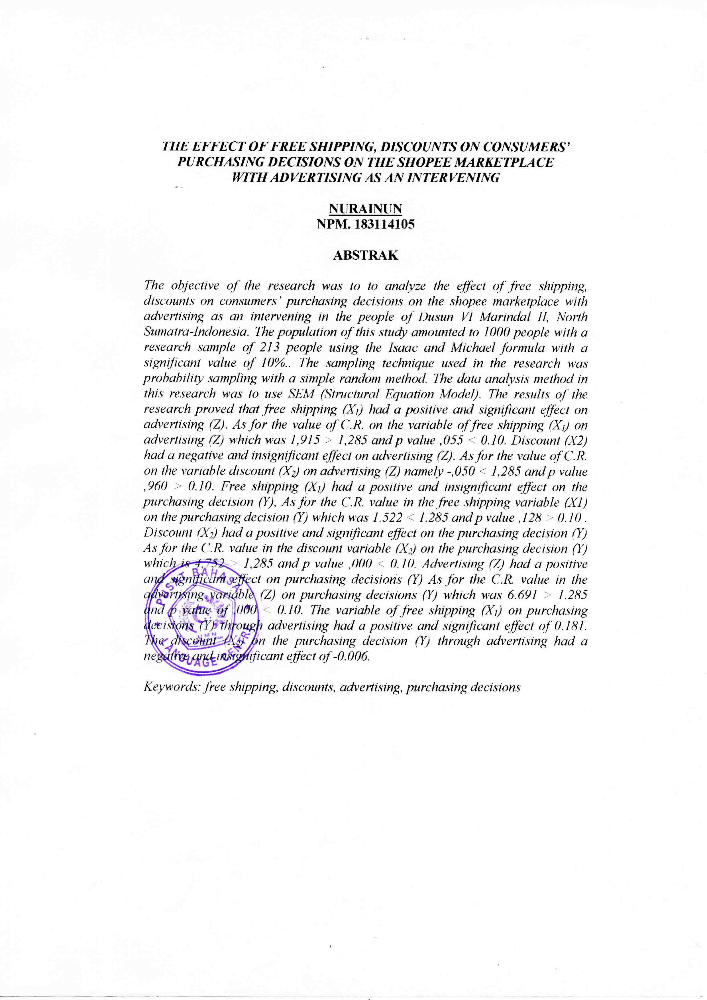 THE EFFECT OF FREE SHIPPING, DISCOUNTS ON CONSUMERS'
PURCHASING DECISIONS ON THE SHOPEE MARKETPLACE
WITH ADVERTISING AS AN INTERVENING
NURAINUN
NPM. 183114105
ABSTRAK
The objective of the research was to to analyze the effect of free shipping,
discounts on consumers' purchasing decisions on the shopee marketplace with
advertising as an intervening in the people of Dusun VI Marindal II, North
Sumatra-Indonesia. The population of this study amounted to 1000 people with a
research sample of 213 people using the Isaac and Michael formula with a
significant value of 10%.. The sampling technique used in the research was
probability sampling with a simple random method. The data analysis method in
this research was to use SEM (Structural Equation Model). The results of the
research proved that free shipping (X1) had a positive and significant effect on
advertising (Z). As for the value of C.R. on the variable of free shipping (X1) on
advertising (Z) which was 1,915 > 1,285 and p value ,055 < 0.10. Discount (X2)
had a negative and insignificant effect on advertising (Z). As for the value of C.R.
on the variable discount (X2) on advertising (Z) namely -,050 < 1,285 and p value
,960 > 0.10. Free shipping (X1) had a positive and insignificant effect on the
purchasing decision (Y), As for the C.R. value in the free shipping variable (X1)
on the purchasing decision (Y) which was 1.522 < 1.285 and p value ,128 > 0.10 .
Discount (X2) had a positive and significant effect on the purchasing decision (Y)
As for the C.R. value in the discount variable (X2) on the purchasing decision (Y)
which is 4,752 > 1,285 and p value ,000 < 0.10. Advertising (Z) had a positive
and significant effect on purchasing decisions (Y) As for the C.R. value in the
advertising variable (Z) on purchasing decisions (Y) which was 6.691 > 1.285
and p value of ,000 < 0.10. The variable of free shipping (X1) on purchasing
decisions (Y) through advertising had a positive and significant effect of 0.181.
The discount (X2) on the purchasing decision (Y) through advertising had a
negative and insignificant effect of -0.006.
PUSAT BAHASA
UMN
LANGUAGE CENTRE
Keywords: free shipping, discounts, advertising, purchasing decisions